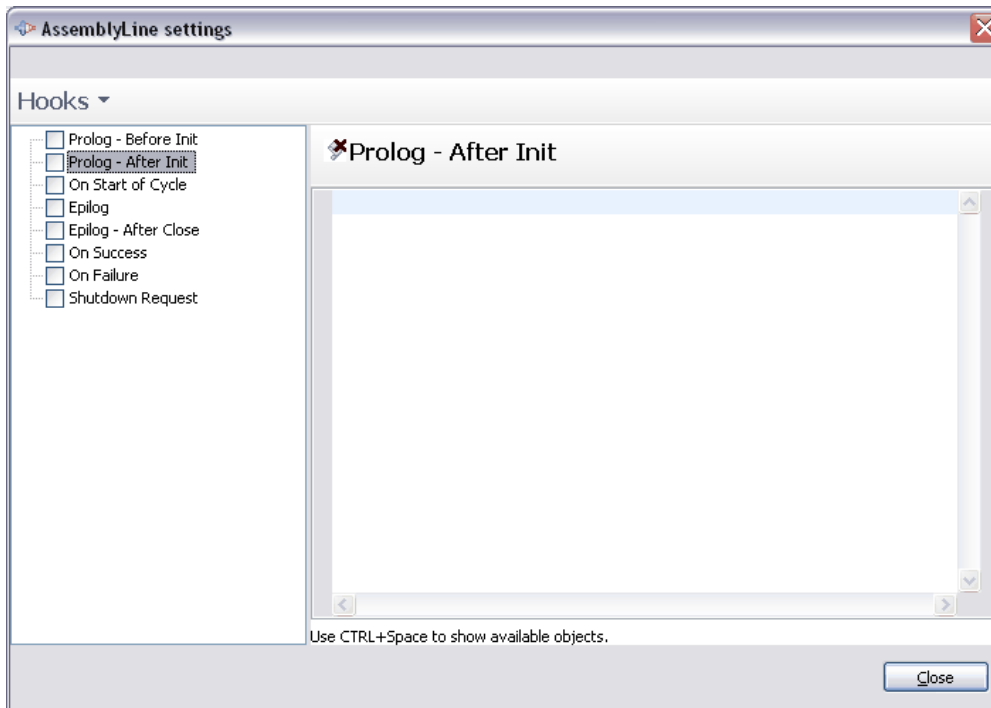 AssemblyLine settings
Hooks
Prolog - Before Init
Prolog - After Init
On Start of Cycle
Epilog
Epilog - After Close
On Success
On Failure
Shutdown Request
Prolog - After Init
Use CTRL+Space to show available objects.
Close